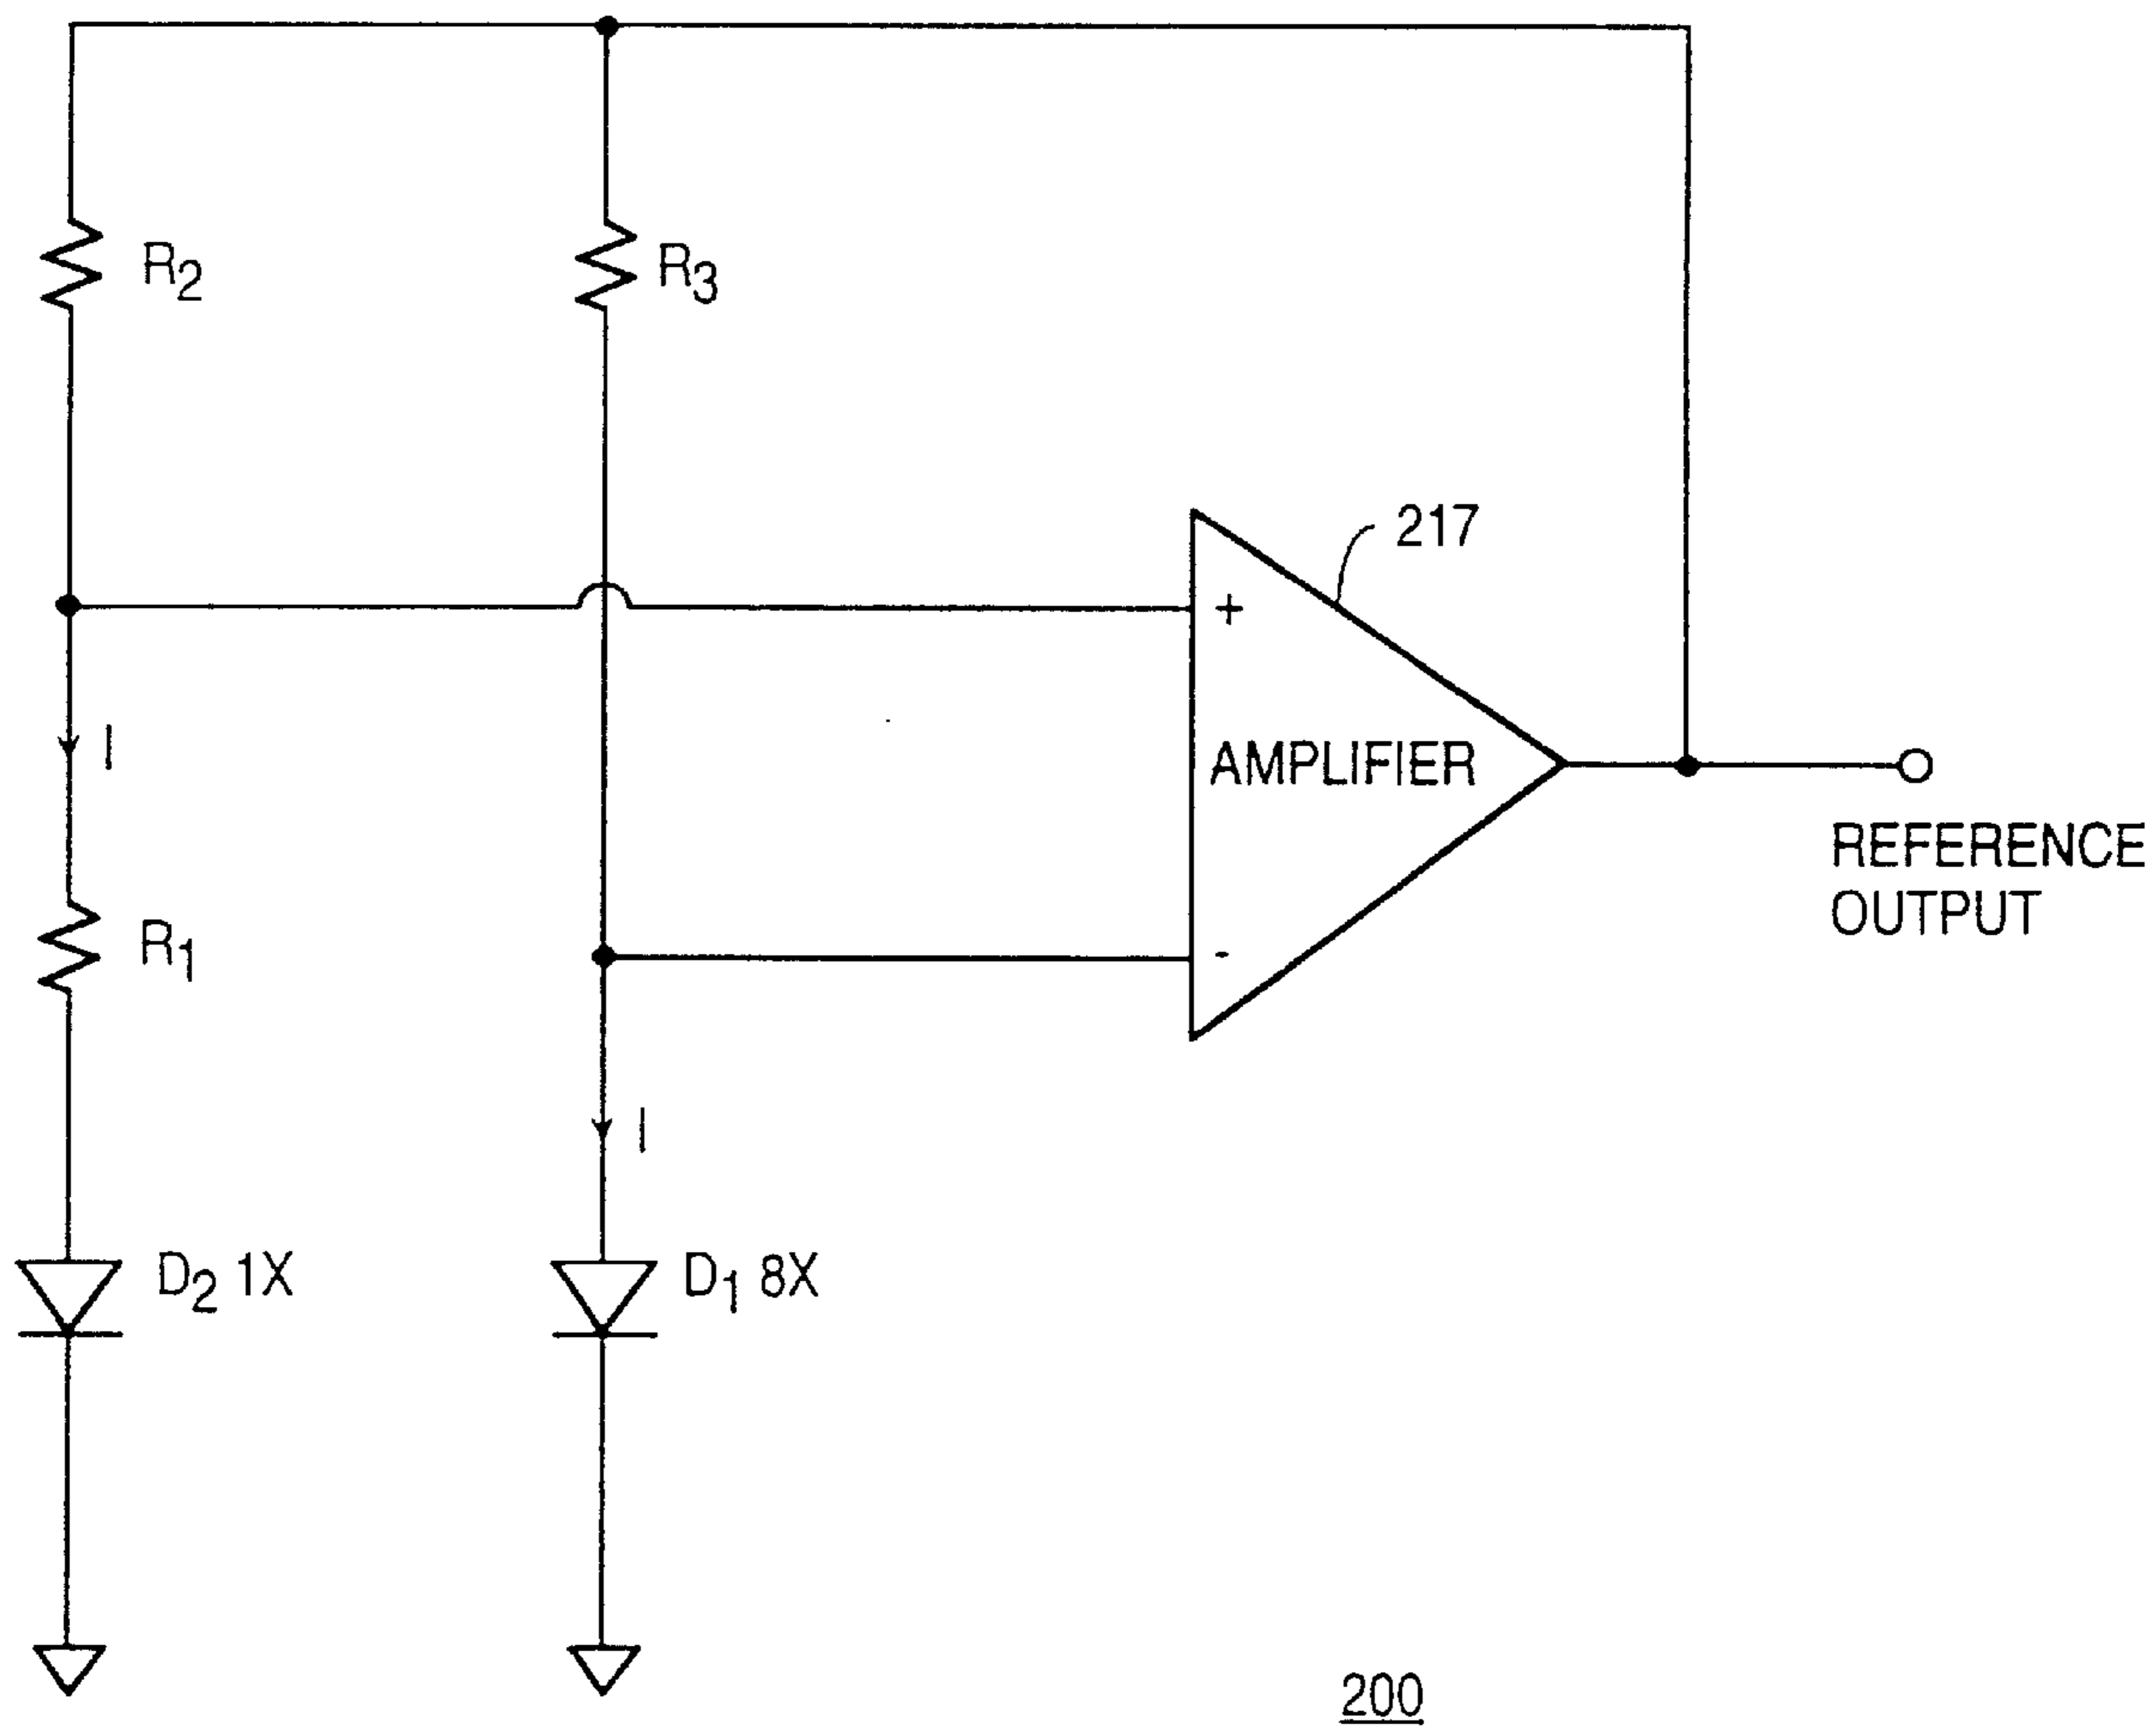 R2
R3
217
+
I
AMPLIFIER
REFERENCE
OUTPUT
R1
-
I
D2 1X
D1 8X
200